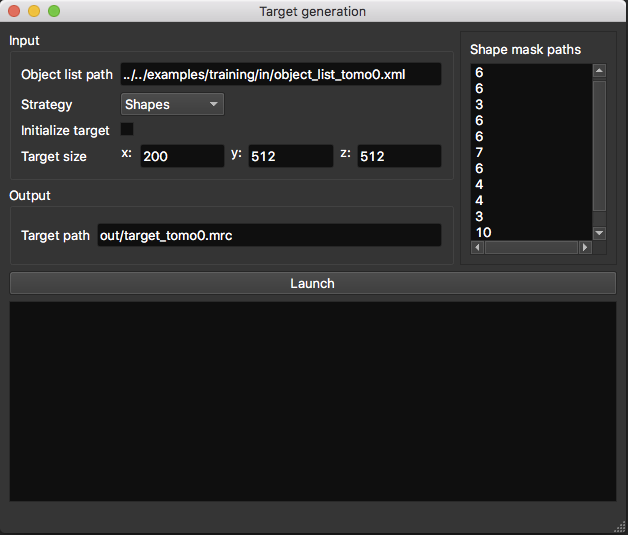 Target generation
Input
Object list path ../../examples/training/in/object_list_tomo0.xml
Strategy Shapes
Initialize target
Target size x: 200 y: 512 z: 512
Output
Target path out/target_tomo0.mrc
Shape mask paths
6
6
3
6
6
7
6
4
4
3
10
Launch